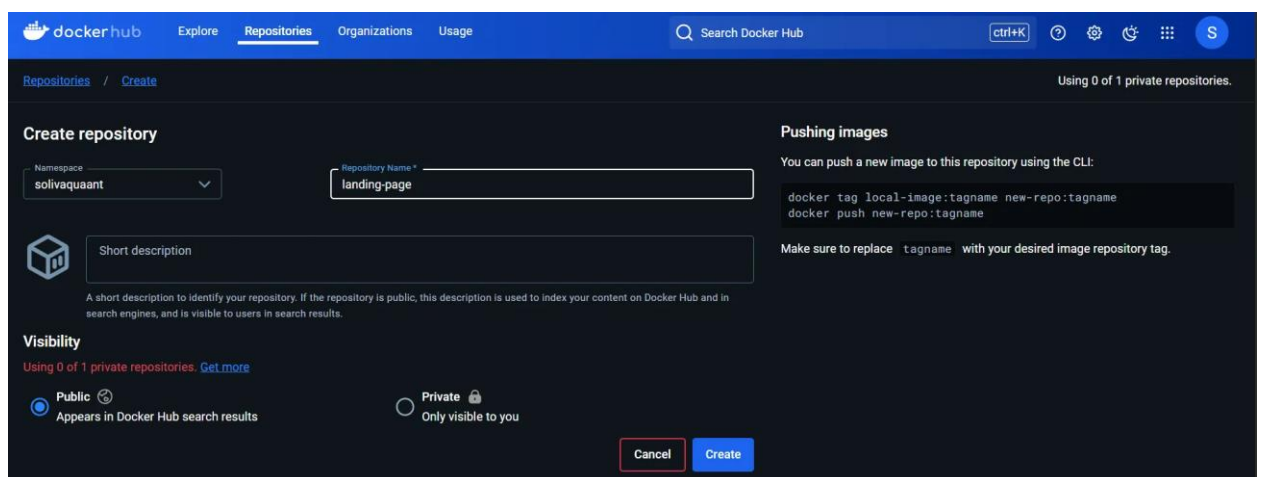 dockerhub Explore Repositories Organizations Usage Search Docker Hub ctrl+K S
Repositories / Create Using 0 of 1 private repositories.
Create repository
Namespace
solivaquaant
Repository Name *
landing-page
Short description
A short description to identify your repository. If the repository is public, this description is used to index your content on Docker Hub and in
search engines, and is visible to users in search results.
Visibility
Using 0 of 1 private repositories. Get more
Public
Appears in Docker Hub search results
Private
Only visible to you
Cancel Create
Pushing images
You can push a new image to this repository using the CLI:
docker tag local-image:tagname new-repo:tagname
docker push new-repo:tagname
Make sure to replace tagname with your desired image repository tag.